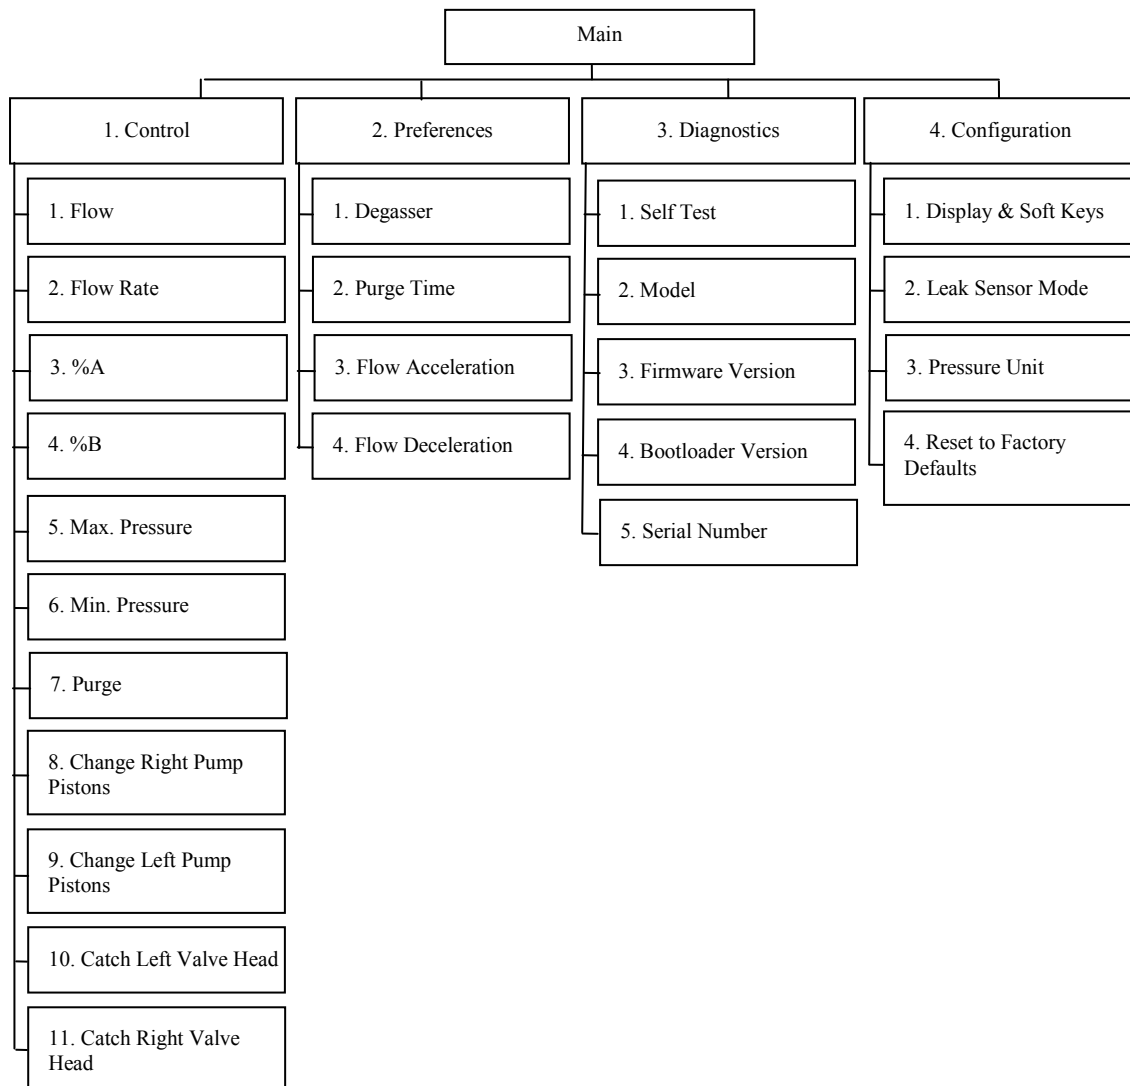 Main
1. Control
1. Flow
2. Flow Rate
3. %A
4. %B
5. Max. Pressure
6. Min. Pressure
7. Purge
8. Change Right Pump
Pistons
9. Change Left Pump
Pistons
10. Catch Left Valve Head
11. Catch Right Valve
Head
2. Preferences
1. Degasser
2. Purge Time
3. Flow Acceleration
4. Flow Deceleration
3. Diagnostics
1. Self Test
2. Model
3. Firmware Version
4. Bootloader Version
5. Serial Number
4. Configuration
1. Display & Soft Keys
2. Leak Sensor Mode
3. Pressure Unit
4. Reset to Factory
Defaults